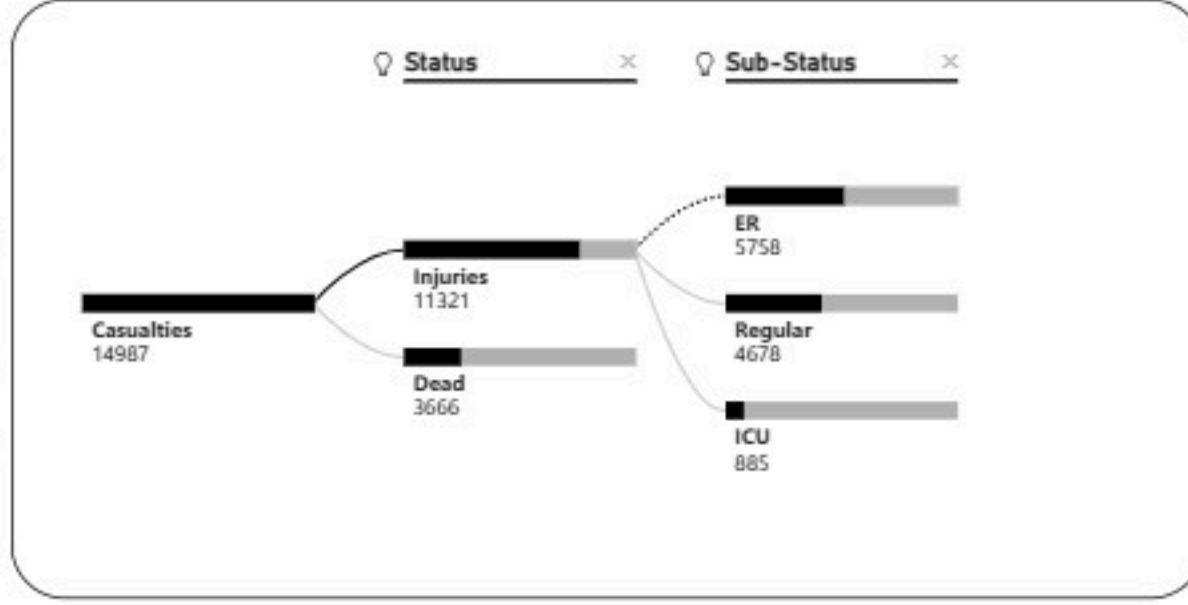 Status
Sub-Status
Casualties
14987
Injuries
11321
Dead
3666
ER
5758
Regular
4678
ICU
885